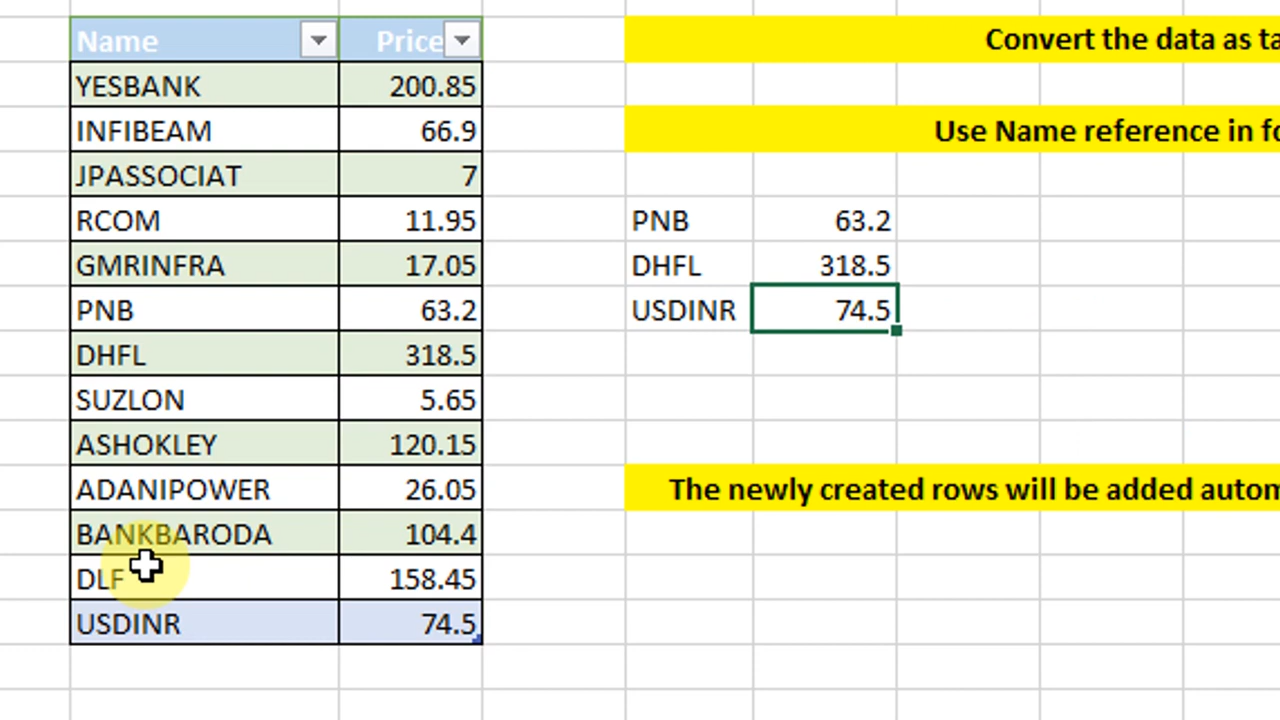 Name Price
YESBANK 200.85
INFIBEAM 66.9
JPASSOCIAT 7
RCOM 11.95
GMRINFRA 17.05
PNB 63.2
DHFL 318.5
SUZLON 5.65
ASHOKLEY 120.15
ADANIPOWER 26.05
BANKBARODA 104.4
DLF 158.45
USDINR 74.5
Convert the data as ta
Use Name reference in fo
PNB 63.2
DHFL 318.5
USDINR 74.5
The newly created rows will be added autom